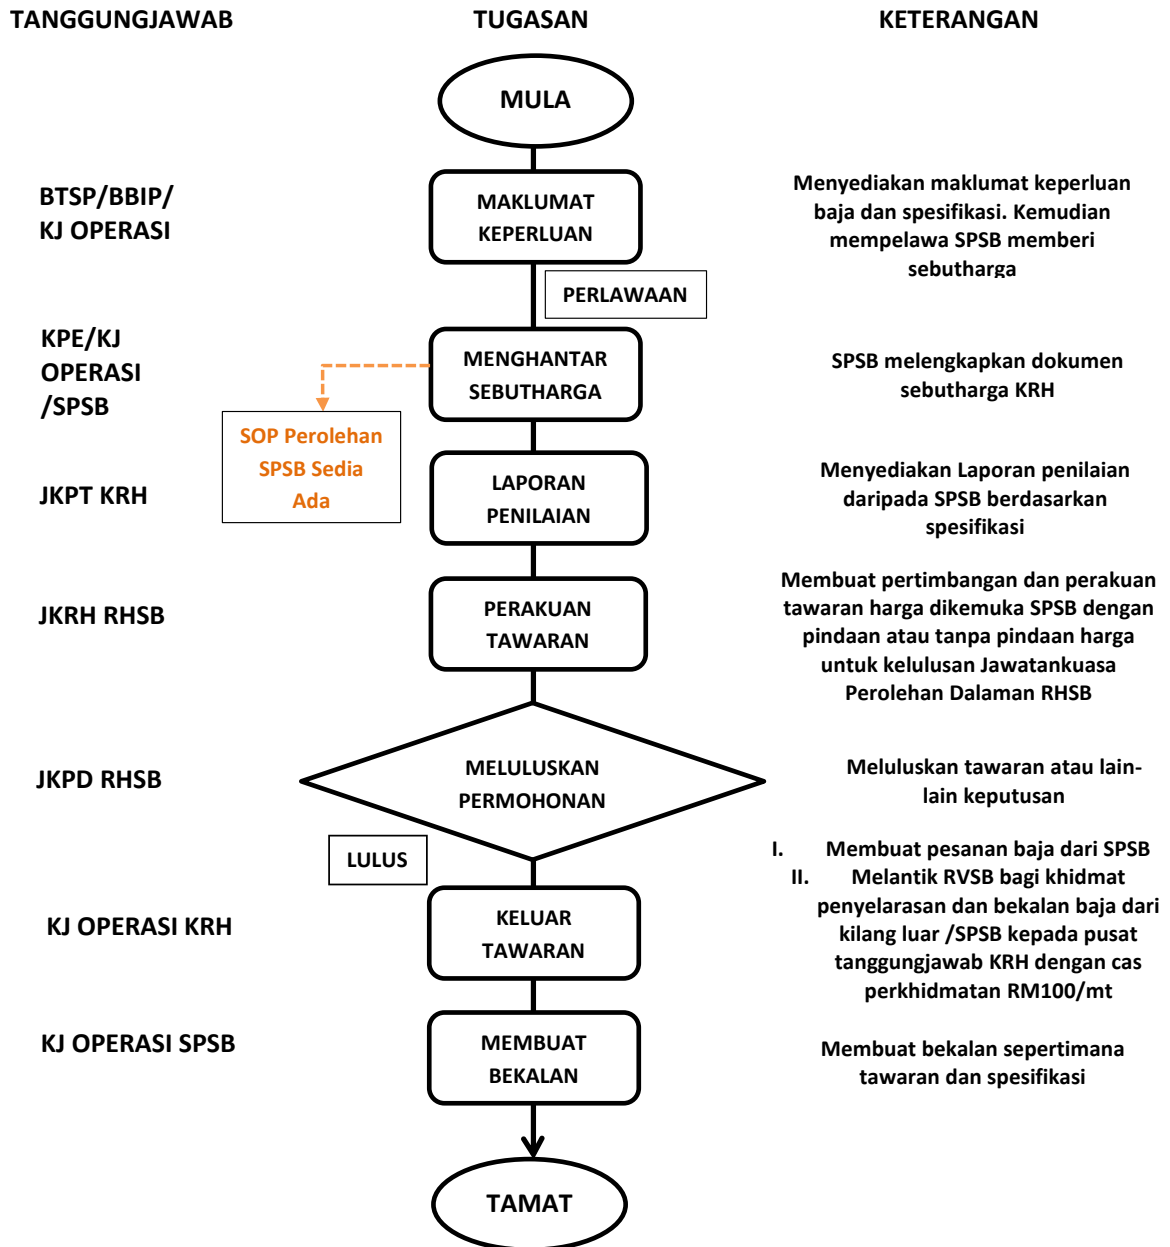 TANGGUNGJAWAB
TUGASAN
KETERANGAN
MULA
BTSP/BBIP/
KJ OPERASI
MAKLUMAT
KEPERLUAN
Menyediakan maklumat keperluan
baja dan spesifikasi. Kemudian
mempelawa SPSB memberi
sebutharga
PERLAWAAN
KPE/KJ
OPERASI
/SPSB
MENGHANTAR
SEBUTHARGA
SPSB melengkapkan dokumen
sebutharga KRH
SOP Perolehan
SPSB Sedia
Ada
JKPT KRH
LAPORAN
PENILAIAN
Menyediakan Laporan penilaian
daripada SPSB berdasarkan
spesifikasi
JKRH RHSB
PERAKUAN
TAWARAN
Membuat pertimbangan dan perakuan
tawaran harga dikemuka SPSB dengan
pindaan atau tanpa pindaan harga
untuk kelulusan Jawatankuasa
Perolehan Dalaman RHSB
JKPD RHSB
MELULUSKAN
PERMOHONAN
Meluluskan tawaran atau lain-
lain keputusan
LULUS
KJ OPERASI KRH
KELUAR
TAWARAN
I. Membuat pesanan baja dari SPSB
II. Melantik RVSB bagi khidmat
penyelarasan dan bekalan baja dari
kilang luar /SPSB kepada pusat
tanggungjawab KRH dengan cas
perkhidmatan RM100/mt
KJ OPERASI SPSB
MEMBUAT
BEKALAN
Membuat bekalan sepertimana
tawaran dan spesifikasi
TAMAT